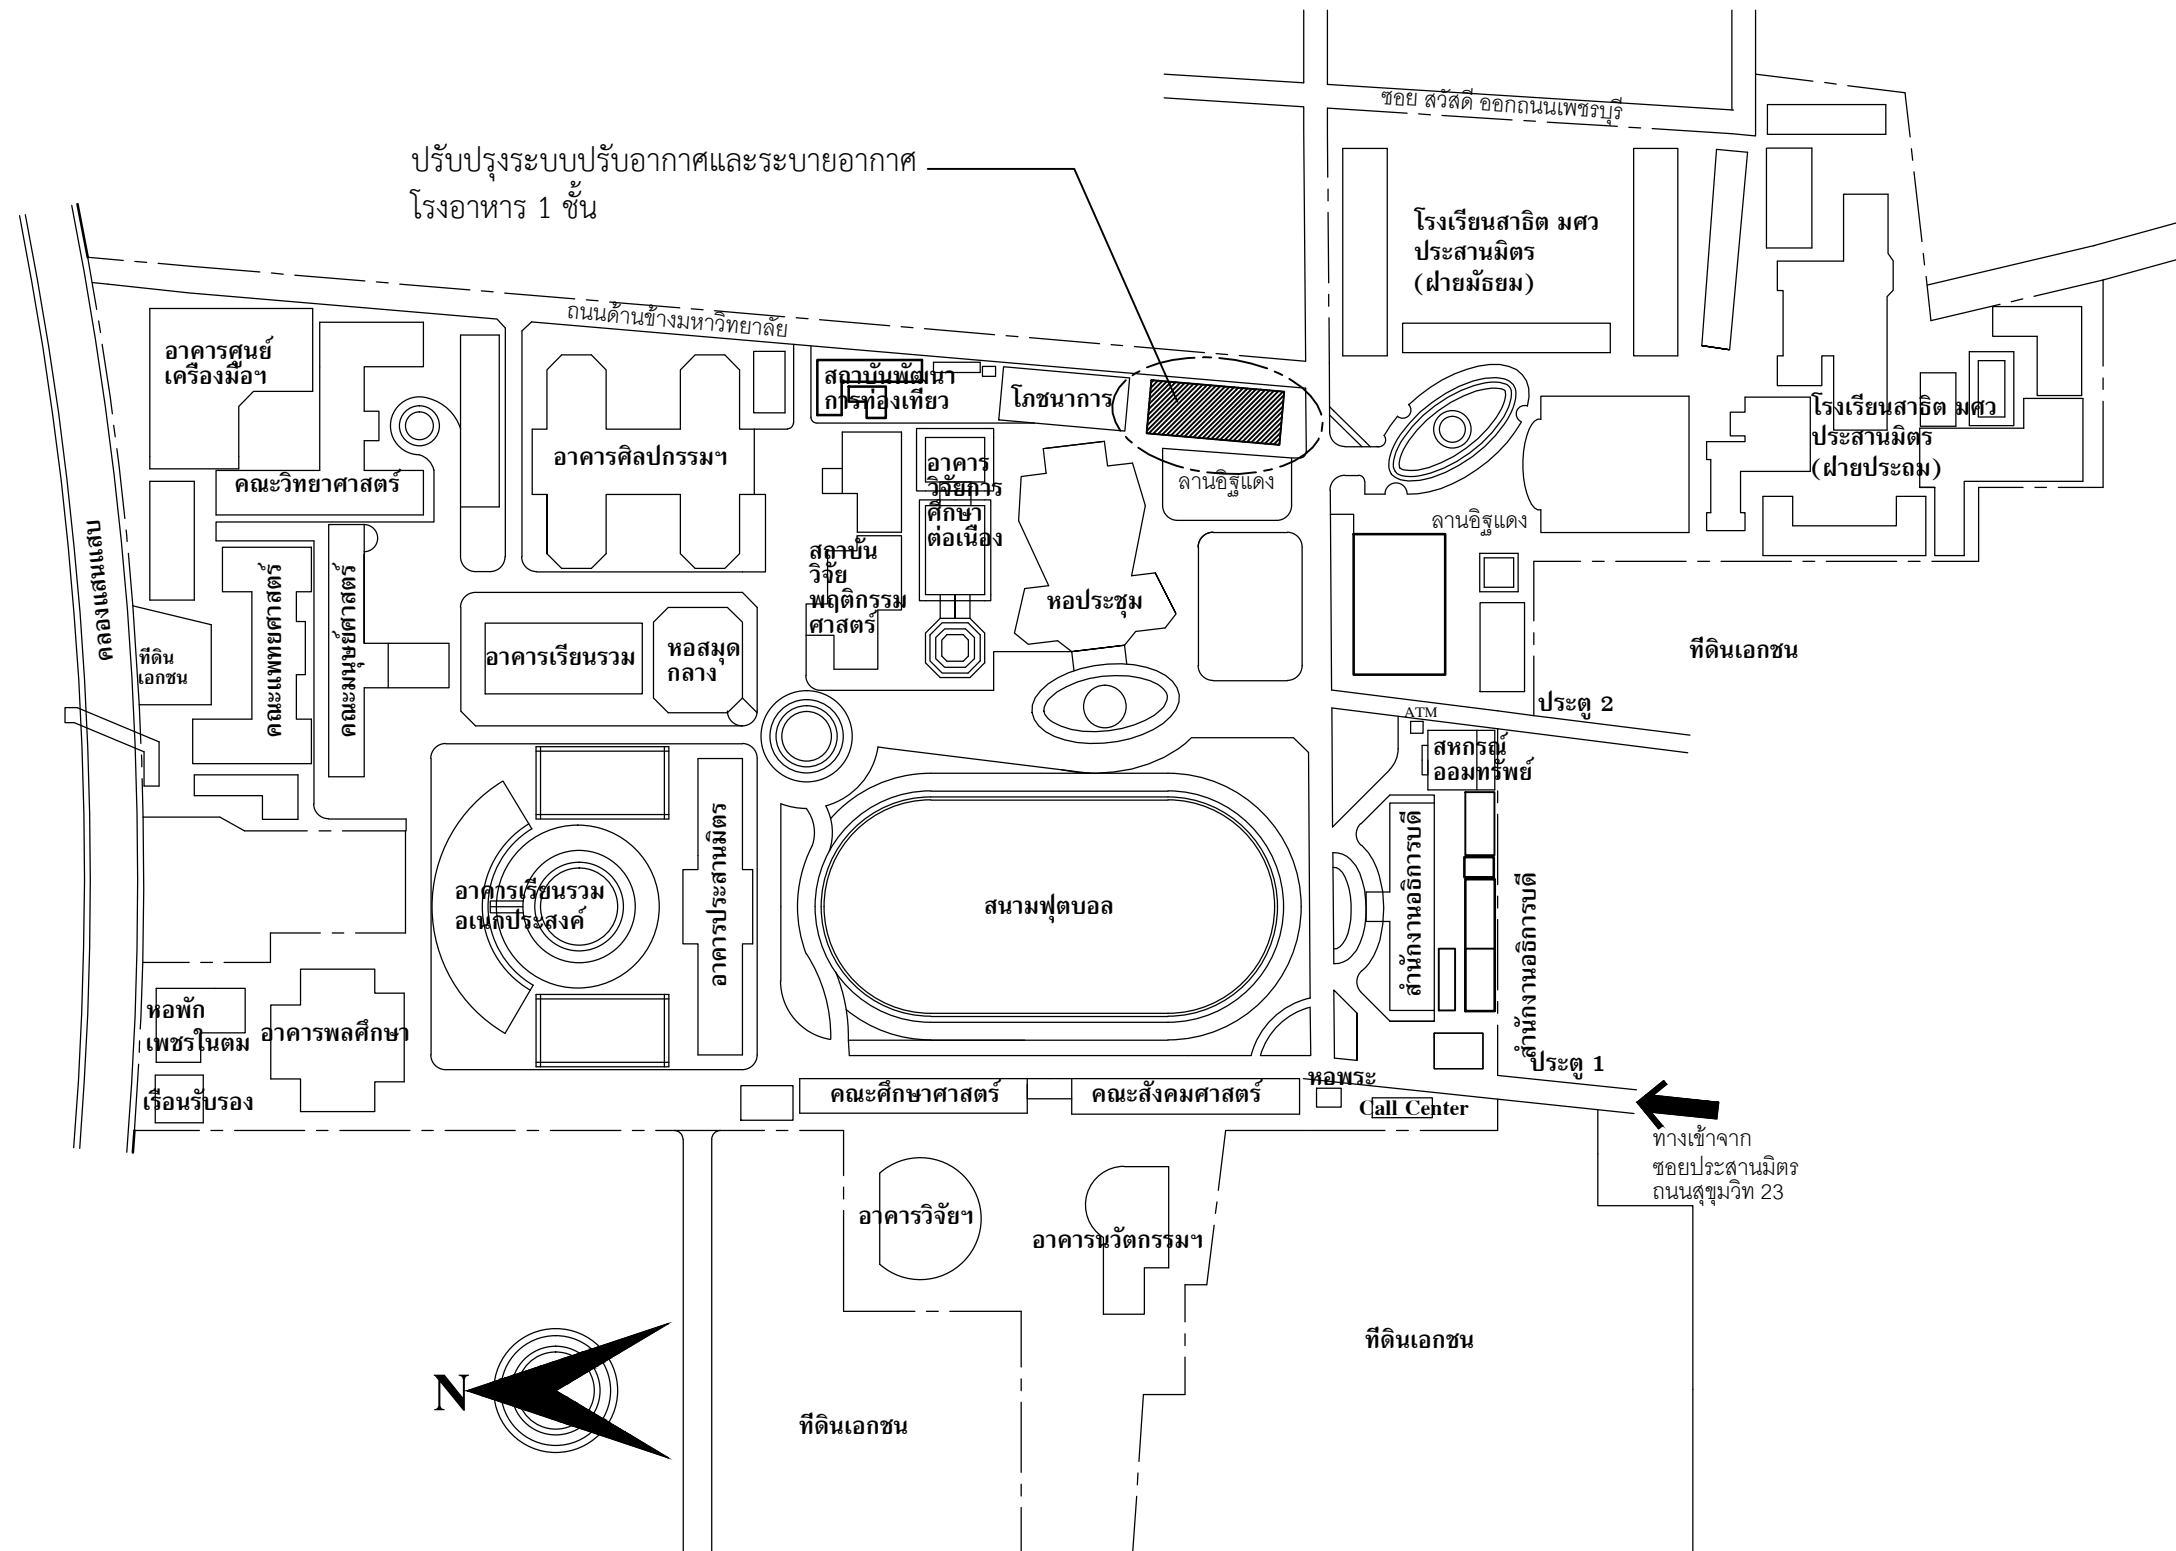 ซอย สวัสดี ออกถนนเพชรบุรี
ปรับปรุงระบบปรับอากาศและระบายอากาศ
โรงอาหาร 1 ชั้น
โรงเรียนสาธิต มศว
ประสานมิตร
(ฝ่ายมัธยม)
ถนนด้านข้างมหาวิทยาลัย
อาคารศูนย์
เครื่องมือฯ
สถาบันพัฒนา
การท่องเที่ยว
โภชนาการ
โรงเรียนสาธิต มศว
ประสานมิตร
(ฝ่ายประถม)
คณะวิทยาศาสตร์
อาคารศิลปกรรมฯ
อาคาร
วิจัยการ
ศึกษา
ต่อเนื่อง
ลานอิฐแดง
ลานอิฐแดง
คลองแสนแสบ
คณะแพทยศาสตร์
คณะมนุษย์ศาสตร์
สถาบัน
วิจัย
พฤติกรรม
ศาสตร์
หอประชุม
ที่ดิน
เอกชน
อาคารเรียนรวม
หอสมุด
กลาง
ที่ดินเอกชน
ประตู 2
ATM
สหกรณ์
ออมทรัพย์
อาคารเรียนรวม
อเนกประสงค์
อาคารประสานมิตร
สนามฟุตบอล
สำนักงานอธิการบดี
สำนักงานอธิการบดี
หอพัก
เพชรในตม
อาคารพลศึกษา
เรือนรับรอง
ประตู 1
หอพระ
คณะศึกษาศาสตร์
คณะสังคมศาสตร์
Call Center
ทางเข้าจาก
ซอยประสานมิตร
ถนนสุขุมวิท 23
อาคารวิจัยฯ
อาคารนวัตกรรมฯ
ที่ดินเอกชน
N
ที่ดินเอกชน